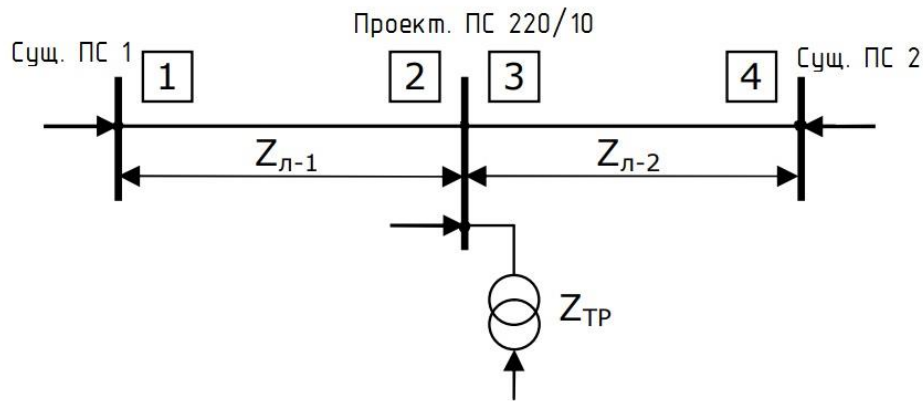 Проект. ПС 220/10
Сущ. ПС 1
Сущ. ПС 2
1
2
3
4
Zл-1
Zл-2
ZТР